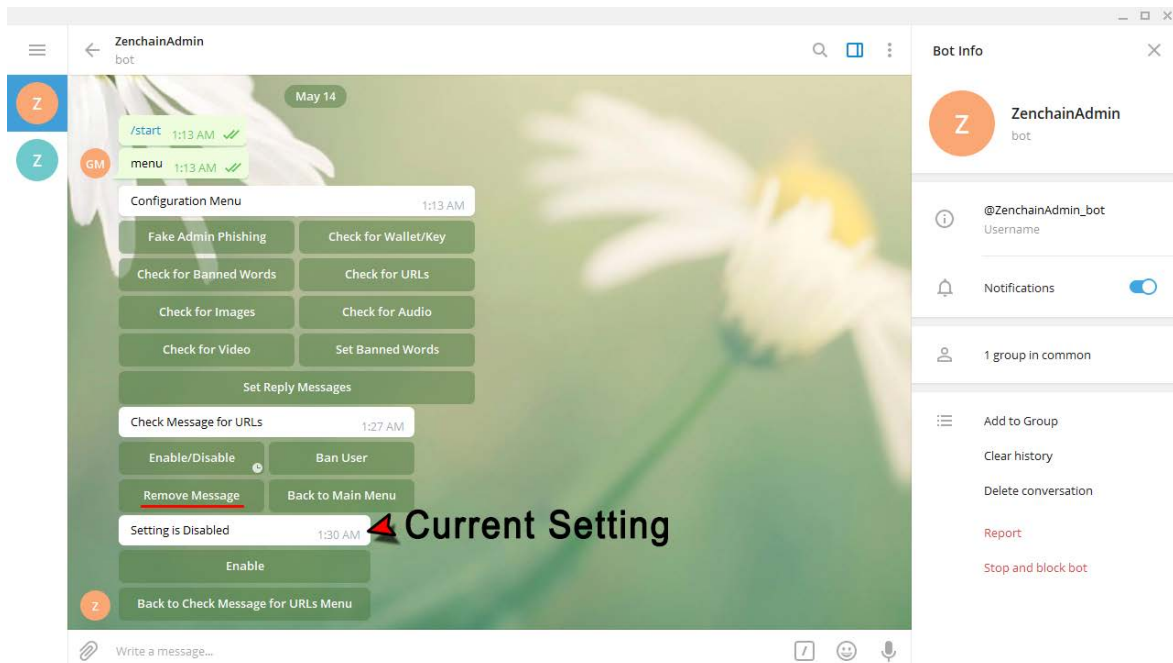 ZenchainAdmin
bot
Bot Info
Z
Z
May 14
/start 1:13 AM
GM
menu 1:13 AM
Configuration Menu 1:13 AM
Fake Admin Phishing Check for Wallet/Key
Check for Banned Words Check for URLs
Check for Images Check for Audio
Check for Video Set Banned Words
Set Reply Messages
Check Message for URLs 1:27 AM
Enable/Disable Ban User
Remove Message Back to Main Menu
Setting is Disabled 1:30 AM
Current Setting
Enable
Z
Back to Check Message for URLs Menu
Write a message...
/
Z
ZenchainAdmin
bot
@ZenchainAdmin_bot
Username
Notifications
1 group in common
Add to Group
Clear history
Delete conversation
Report
Stop and block bot